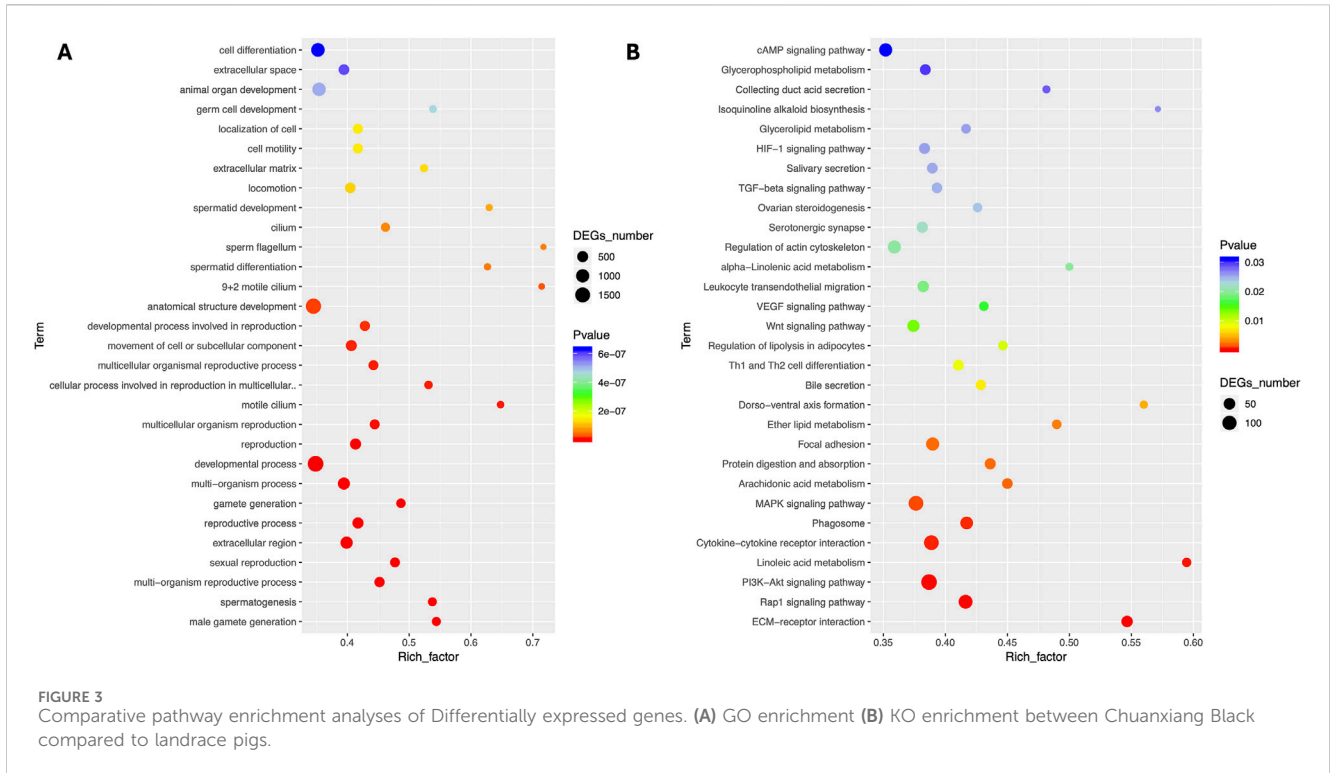 A
cell differentiation
extracellular space
animal organ development
germ cell development
localization of cell
cell motility
extracellular matrix
locomotion
spermatid development
cilium
sperm flagellum
spermatid differentiation
9+2 motile cilium
anatomical structure development
developmental process involved in reproduction
movement of cell or subcellular component
multicellular organismal reproductive process
cellular process involved in reproduction in multicellular..
motile cilium
multicellular organism reproduction
reproduction
developmental process
multi−organism process
gamete generation
reproductive process
extracellular region
sexual reproduction
multi−organism reproductive process
spermatogenesis
male gamete generation
Term
0.4 0.5 0.6 0.7
Rich_factor
DEGs_number
500
1000
1500
Pvalue
6e−07
4e−07
2e−07
B
cAMP signaling pathway
Glycerophospholipid metabolism
Collecting duct acid secretion
Isoquinoline alkaloid biosynthesis
Glycerolipid metabolism
HIF−1 signaling pathway
Salivary secretion
TGF−beta signaling pathway
Ovarian steroidogenesis
Serotonergic synapse
Regulation of actin cytoskeleton
alpha−Linolenic acid metabolism
Leukocyte transendothelial migration
VEGF signaling pathway
Wnt signaling pathway
Regulation of lipolysis in adipocytes
Th1 and Th2 cell differentiation
Bile secretion
Dorso−ventral axis formation
Ether lipid metabolism
Focal adhesion
Protein digestion and absorption
Arachidonic acid metabolism
MAPK signaling pathway
Phagosome
Cytokine−cytokine receptor interaction
Linoleic acid metabolism
PI3K−Akt signaling pathway
Rap1 signaling pathway
ECM−receptor interaction
Term
0.35 0.40 0.45 0.50 0.55 0.60
Rich_factor
Pvalue
0.03
0.02
0.01
DEGs_number
50
100
FIGURE 3
Comparative pathway enrichment analyses of Differentially expressed genes. (A) GO enrichment (B) KO enrichment between Chuanxiang Black
compared to landrace pigs.